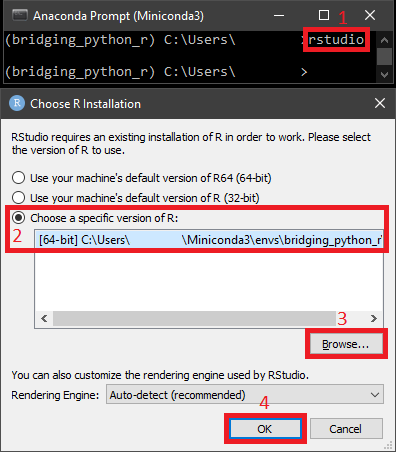 Anaconda Prompt (Miniconda3)
1
(bridging_python_r) C:\Users\ >rstudio
(bridging_python_r) C:\Users\ >
R Choose R Installation
RStudio requires an existing installation of R in order to work. Please select
the version of R to use.
Use your machine's default version of R64 (64-bit)
Use your machine's default version of R (32-bit)
Choose a specific version of R:
2
[64-bit] C:\Users\ \Miniconda3\envs\bridging_python_r\
3
Browse...
You can also customize the rendering engine used by RStudio.
Rendering Engine: Auto-detect (recommended)
4
OK Cancel